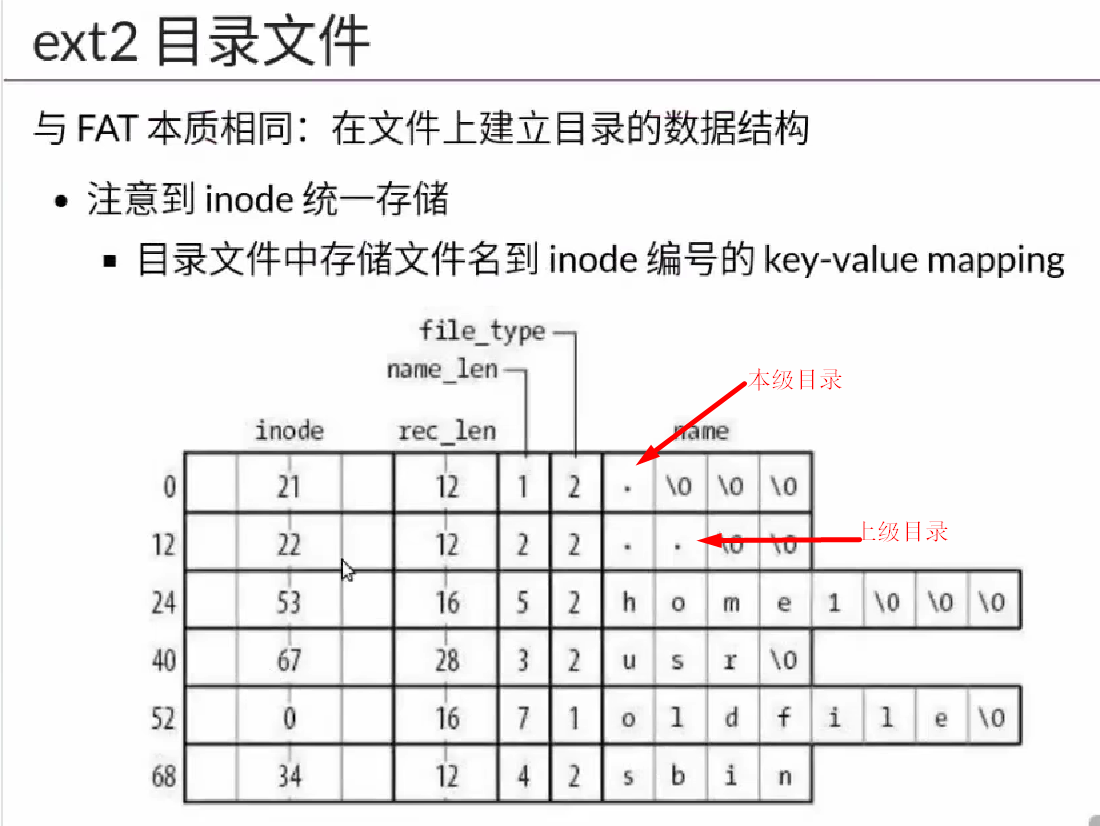 ext2 目录文件
与 FAT 本质相同：在文件上建立目录的数据结构
注意到 inode 统一存储
目录文件中存储文件名到 inode 编号的 key-value mapping
file_type
name_len
本级目录
inode rec_len name
0 21 12 1 2 . \0 \0 \0
上级目录
12 22 12 2 2 . . \0 \0
24 53 16 5 2 h o m e 1 \0 \0 \0
40 67 28 3 2 u s r \0
52 0 16 7 1 o l d f i l e \0
68 34 12 4 2 s b i n